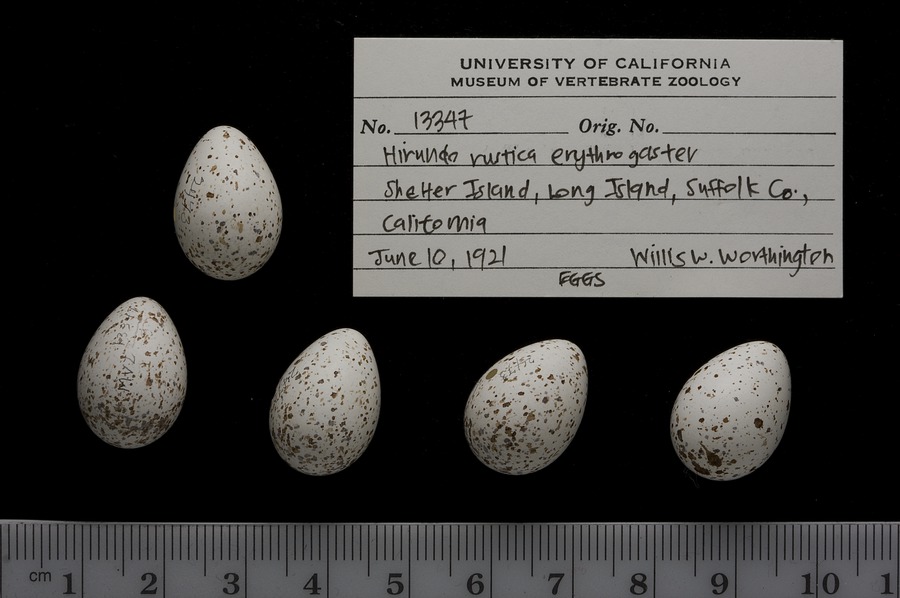 UNIVERSITY OF CALIFORNIA
MUSEUM OF VERTEBRATE ZOOLOGY
No. 13347 Orig. No.
Hirundo rustica erythrogaster
Shelter Island, Long Island, Suffolk Co.,
California
June 10, 1921 Willis W. Worthington
EGGS
cm 1 2 3 4 5 6 7 8 9 10 1